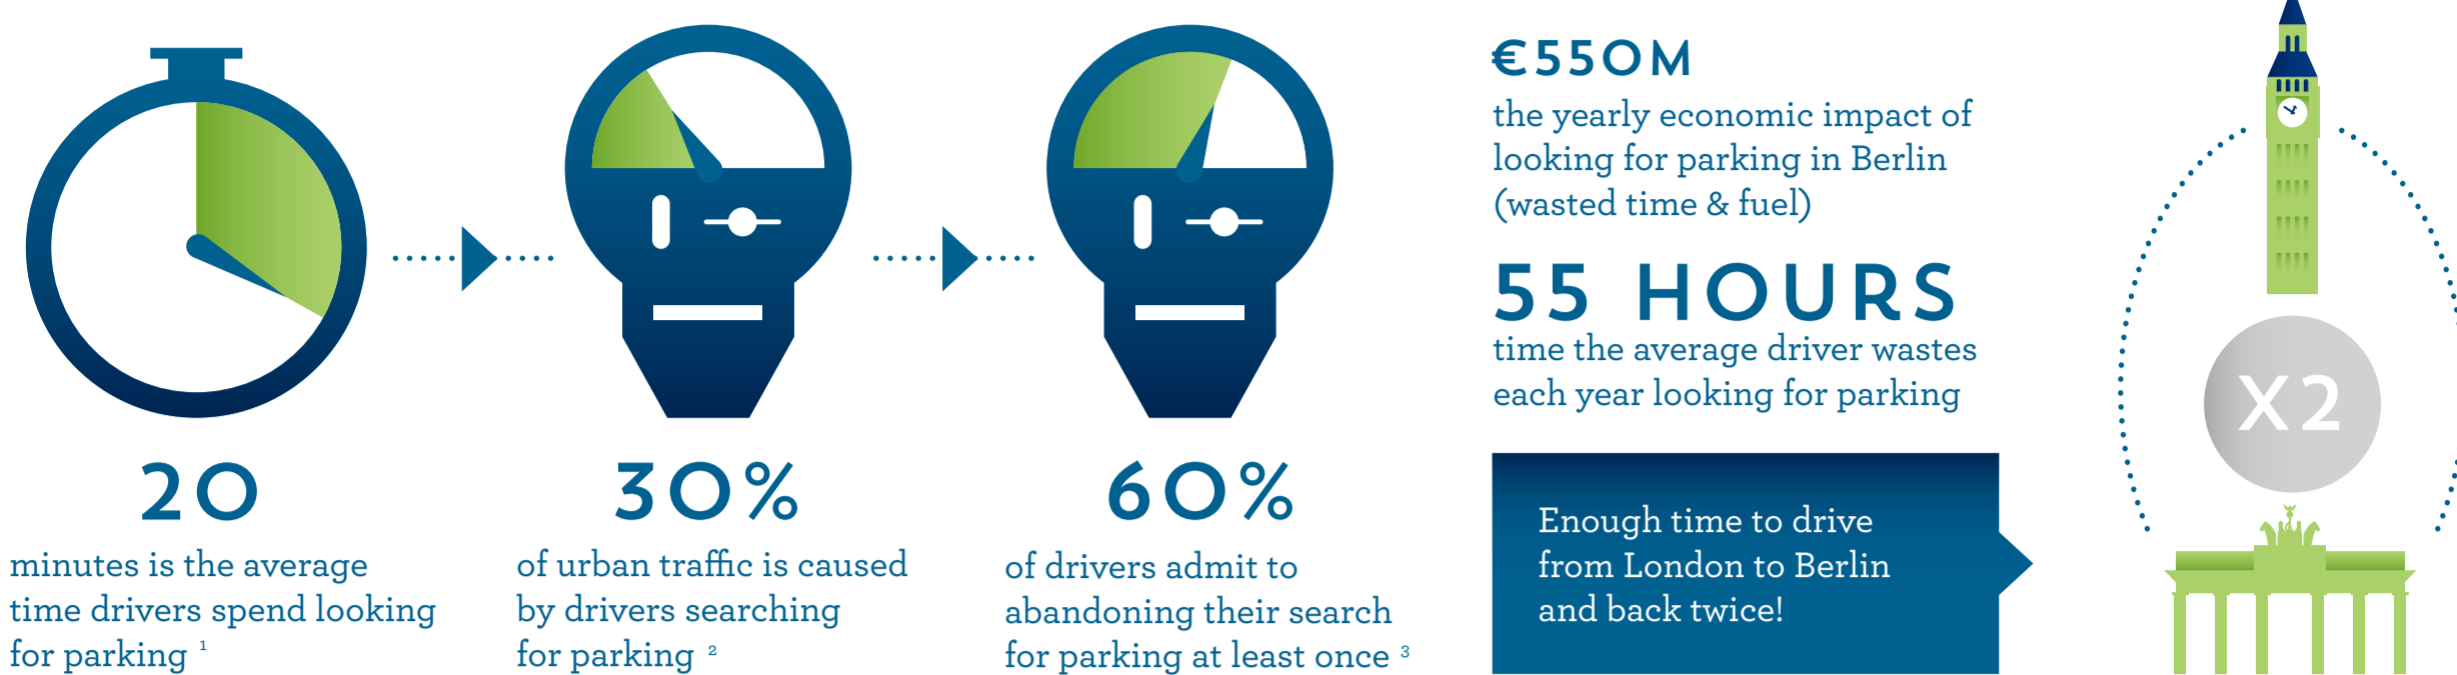 20
minutes is the average
time drivers spend looking
for parking 1
30%
of urban traffic is caused
by drivers searching
for parking 2
60%
of drivers admit to
abandoning their search
for parking at least once 3
€550M
the yearly economic impact of
looking for parking in Berlin
(wasted time & fuel)
55 HOURS
time the average driver wastes
each year looking for parking
Enough time to drive
from London to Berlin
and back twice!
X2